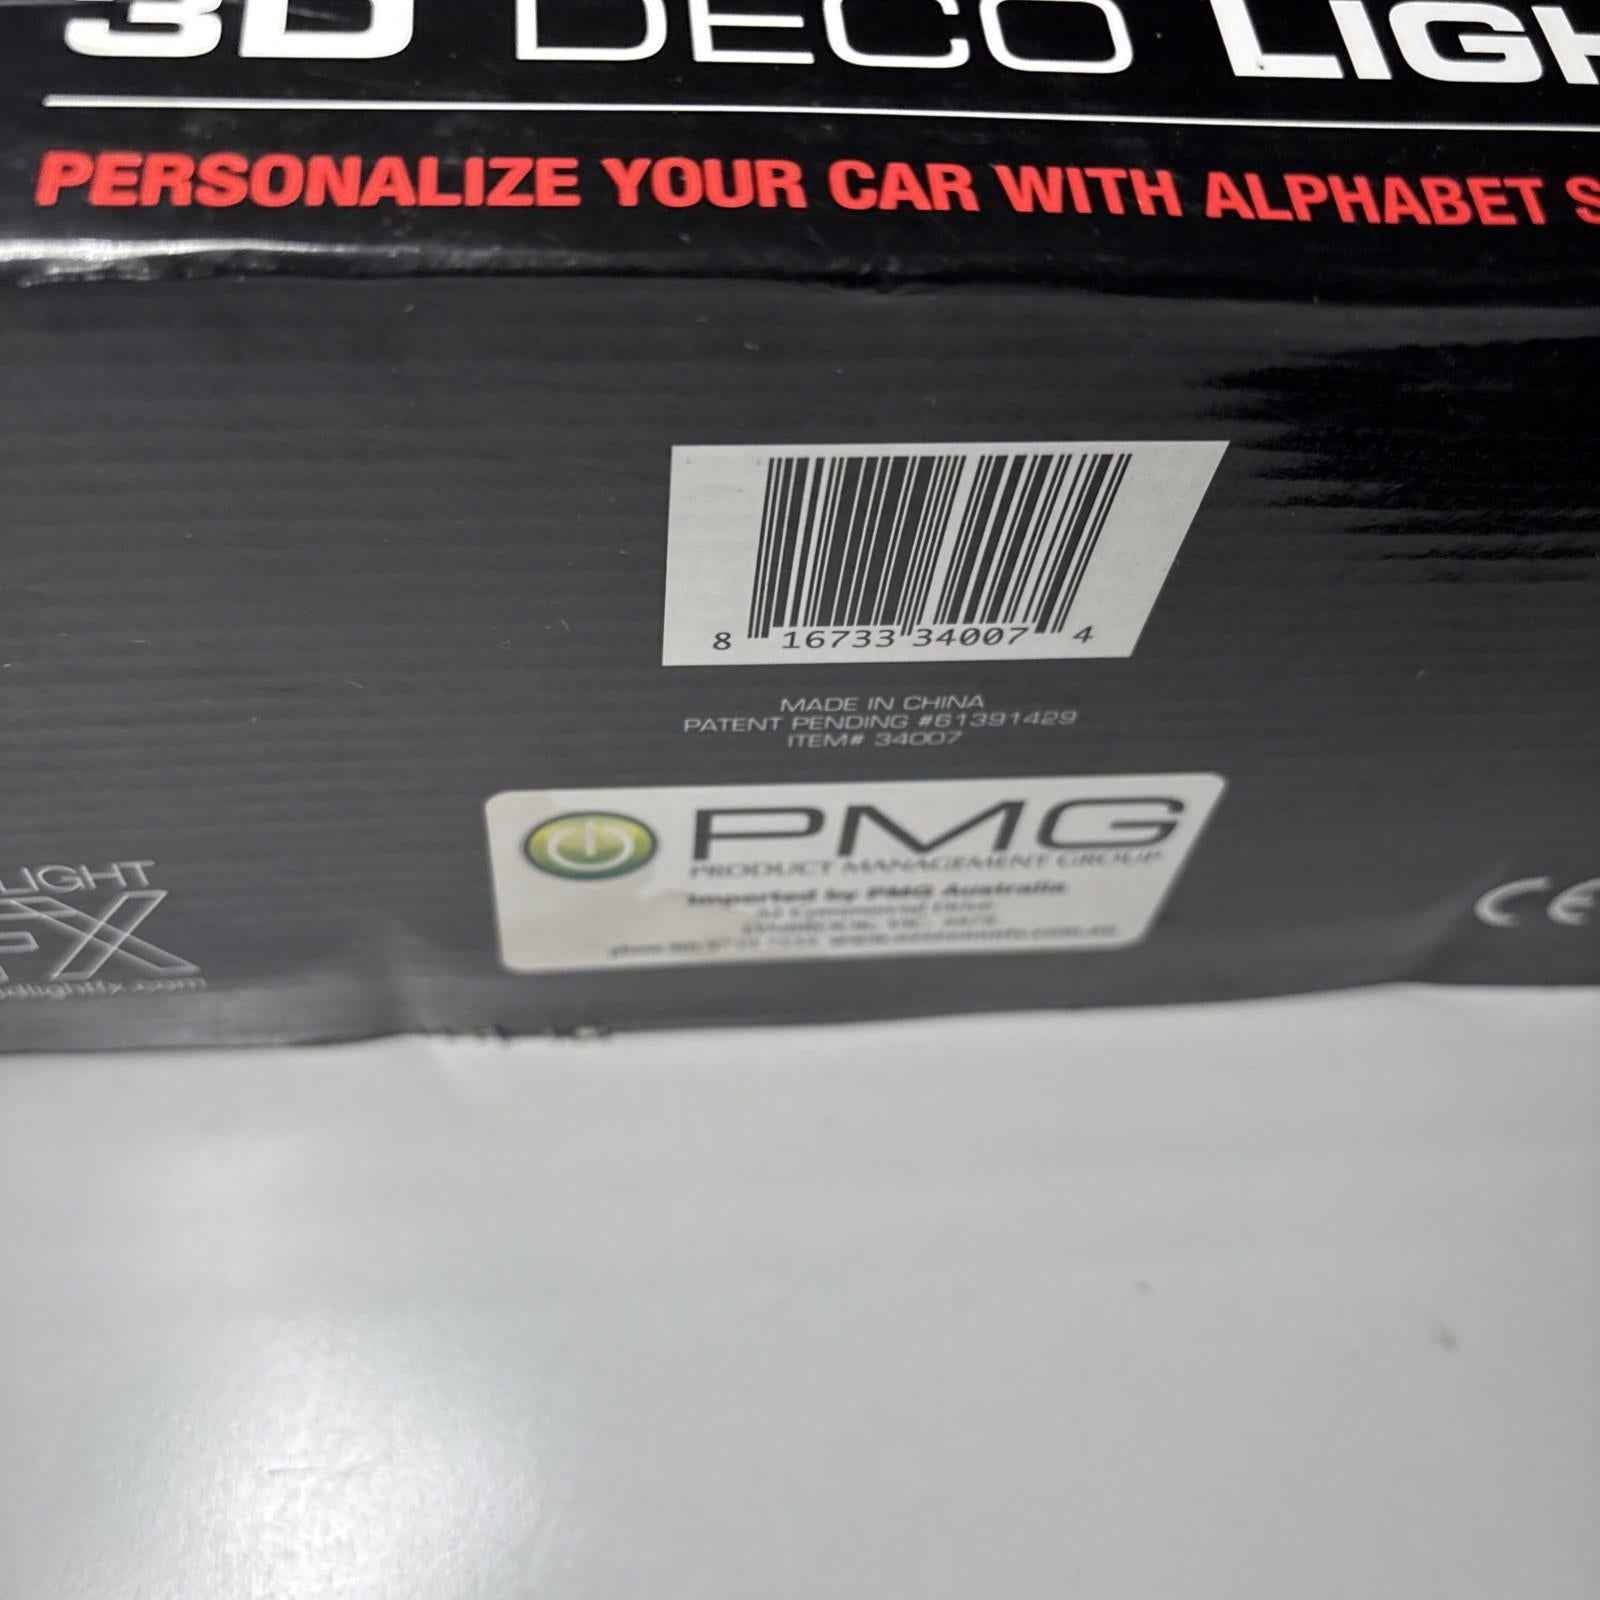 3D DECO LIGH
PERSONALIZE YOUR CAR WITH ALPHABET S
8 16733 34007 4
MADE IN CHINA
PATENT PENDING #61391429
ITEM# 34007
PMG
PRODUCT MANAGEMENT GROUP
Imported by PMG Australia
LIGHT
FX
CE